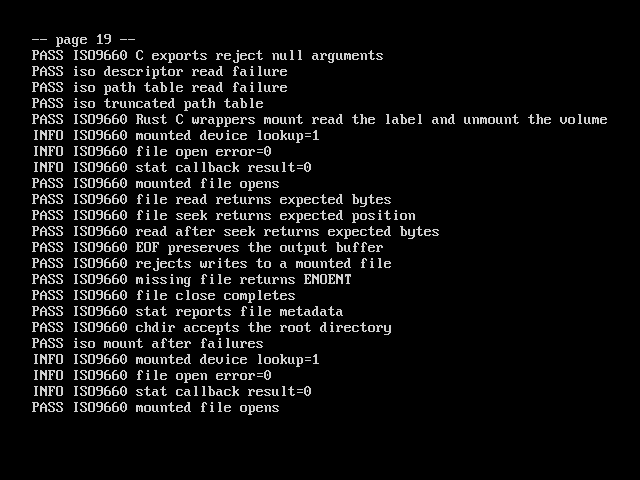 -- page 19 --
PASS ISO9660 C exports reject null arguments
PASS iso descriptor read failure
PASS iso path table read failure
PASS iso truncated path table
PASS ISO9660 Rust C wrappers mount read the label and unmount the volume
INFO ISO9660 mounted device lookup=1
INFO ISO9660 file open error=0
INFO ISO9660 stat callback result=0
PASS ISO9660 mounted file opens
PASS ISO9660 file read returns expected bytes
PASS ISO9660 file seek returns expected position
PASS ISO9660 read after seek returns expected bytes
PASS ISO9660 EOF preserves the output buffer
PASS ISO9660 rejects writes to a mounted file
PASS ISO9660 missing file returns ENOENT
PASS ISO9660 file close completes
PASS ISO9660 stat reports file metadata
PASS ISO9660 chdir accepts the root directory
PASS iso mount after failures
INFO ISO9660 mounted device lookup=1
INFO ISO9660 file open error=0
INFO ISO9660 stat callback result=0
PASS ISO9660 mounted file opens